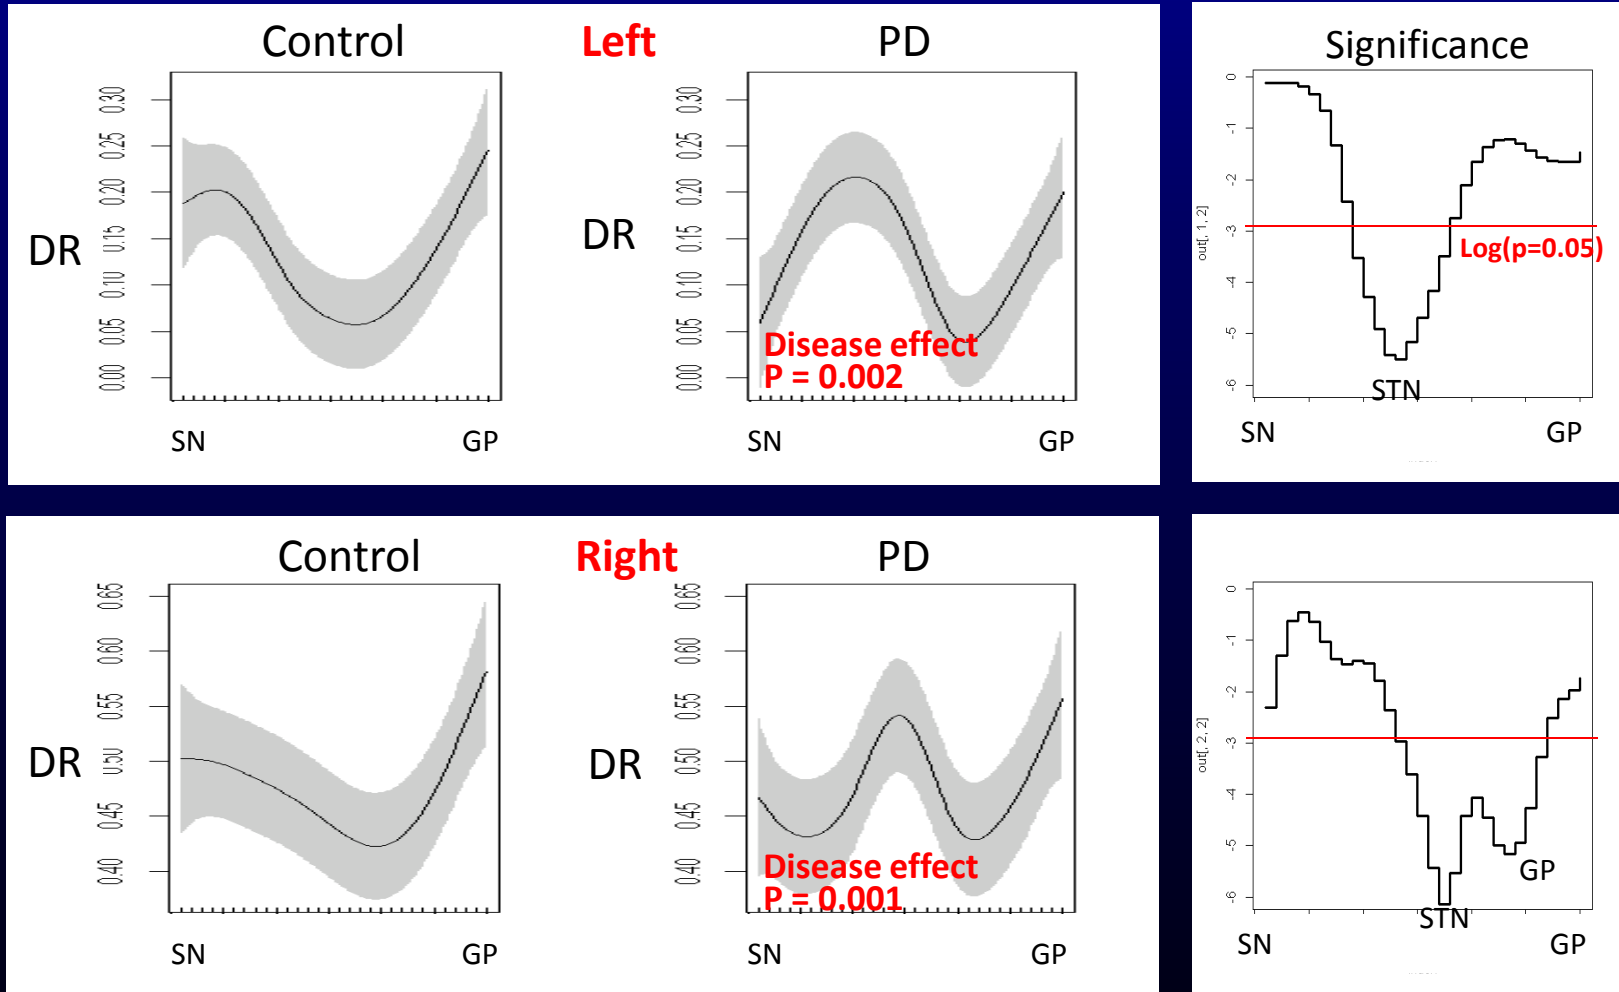 Control
Left
PD
Significance
DR
0.30
0.25
0.20
0.15
0.10
0.05
0.00
SN
GP
DR
0.30
0.25
0.20
0.15
0.10
0.05
0.00
Disease effect
P = 0.002
SN
GP
out[, 1, 2]
0
-1
-2
-3
-4
-5
-6
Log(p=0.05)
STN
SN
GP
Control
Right
PD
DR
0.65
0.60
0.55
0.50
0.45
0.40
SN
GP
DR
0.65
0.60
0.55
0.50
0.45
0.40
Disease effect
P = 0.001
SN
GP
out[, 2, 2]
0
-1
-2
-3
-4
-5
-6
GP
STN
SN
GP